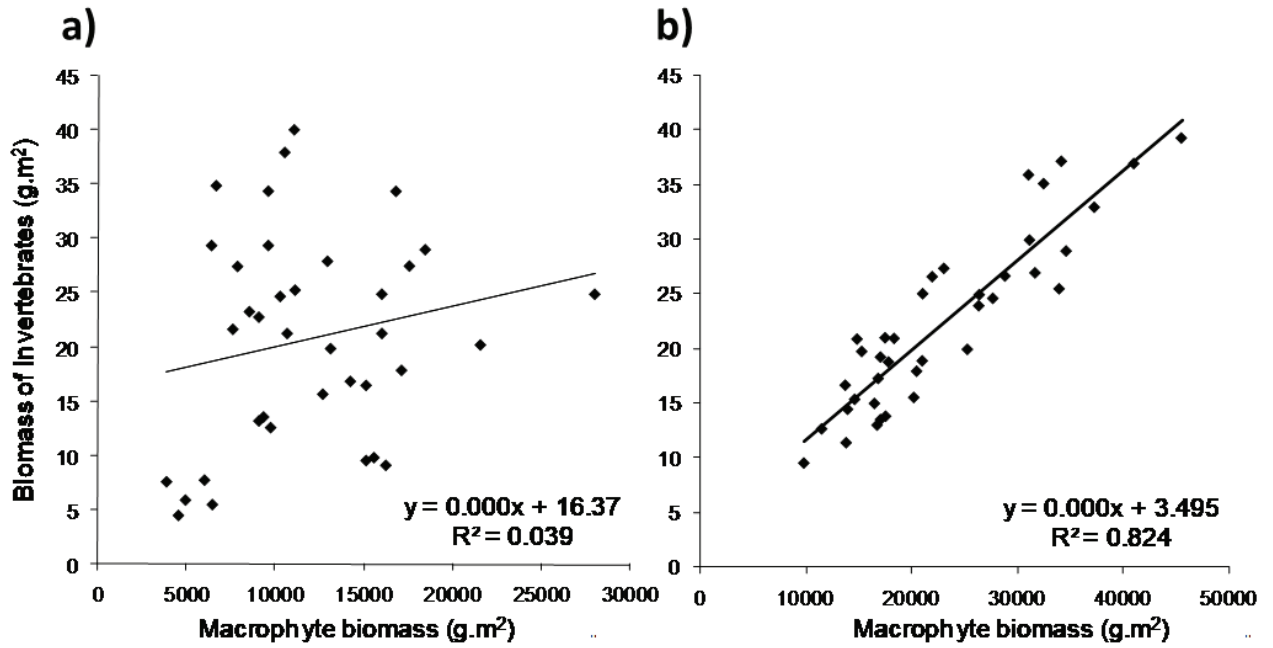 a)
45
40
35
30
25
20
15
10
5
0
Biomass of Invertebrates (g.m²)
y = 0.000x + 16.37
R² = 0.039
0 5000 10000 15000 20000 25000 30000
Macrophyte biomass (g.m²)
b)
45
40
35
30
25
20
15
10
5
0
y = 0.000x + 3.495
R² = 0.824
0 10000 20000 30000 40000 50000
Macrophyte biomass (g.m²)